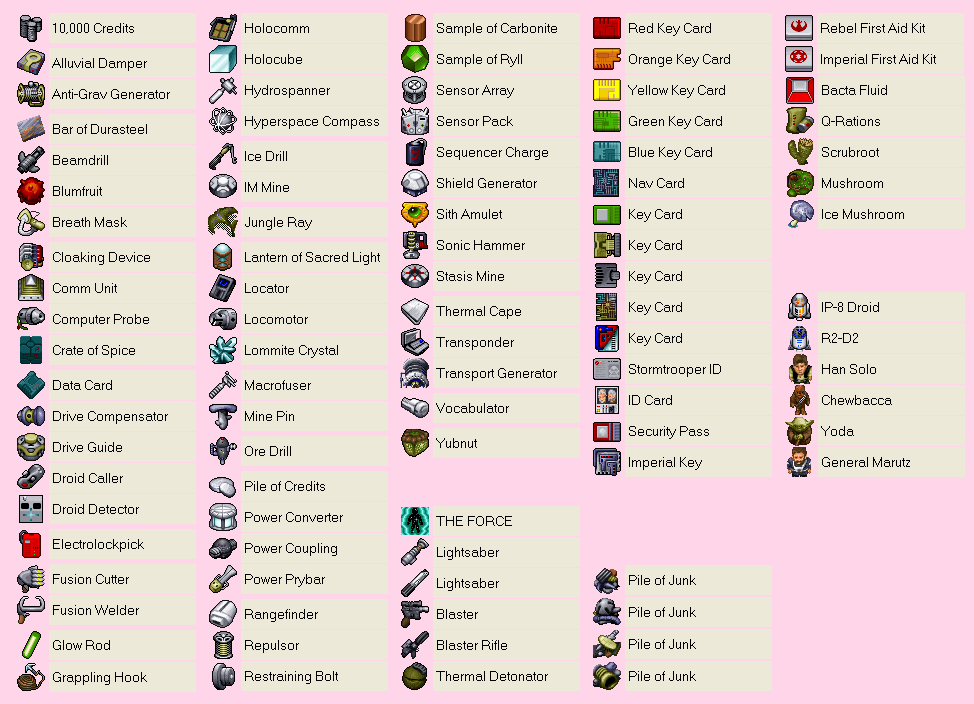 10,000 Credits
Alluvial Damper
Anti-Grav Generator
Bar of Durasteel
Beamdrill
Blumfruit
Breath Mask
Cloaking Device
Comm Unit
Computer Probe
Crate of Spice
Data Card
Drive Compensator
Drive Guide
Droid Caller
Droid Detector
Electrolockpick
Fusion Cutter
Fusion Welder
Glow Rod
Grappling Hook
Holocomm
Holocube
Hydrospanner
Hyperspace Compass
Ice Drill
IM Mine
Jungle Ray
Lantern of Sacred Light
Locator
Locomotor
Lommite Crystal
Macrofuser
Mine Pin
Ore Drill
Pile of Credits
Power Converter
Power Coupling
Power Prybar
Rangefinder
Repulsor
Restraining Bolt
Sample of Carbonite
Sample of Ryll
Sensor Array
Sensor Pack
Sequencer Charge
Shield Generator
Sith Amulet
Sonic Hammer
Stasis Mine
Thermal Cape
Transponder
Transport Generator
Vocabulator
Yubnut
THE FORCE
Lightsaber
Lightsaber
Blaster
Blaster Rifle
Thermal Detonator
Red Key Card
Orange Key Card
Yellow Key Card
Green Key Card
Blue Key Card
Nav Card
Key Card
Key Card
Key Card
Key Card
Key Card
Stormtrooper ID
ID Card
Security Pass
Imperial Key
Pile of Junk
Pile of Junk
Pile of Junk
Pile of Junk
Rebel First Aid Kit
Imperial First Aid Kit
Bacta Fluid
Q-Rations
Scrubroot
Mushroom
Ice Mushroom
IP-8 Droid
R2-D2
Han Solo
Chewbacca
Yoda
General Marutz